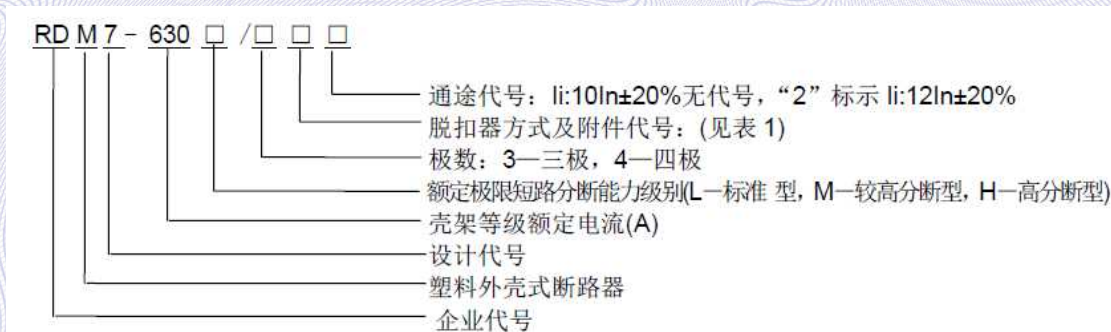 RD M 7 - 630 □ / □ □ □
通途代号：Ii:10In±20%无代号，“2”标示 Ii:12In±20%
脱扣器方式及附件代号：(见表 1)
极数：3—三极，4—四极
额定极限短路分断能力级别(L—标准 型，M—较高分断型，H—高分断型)
壳架等级额定电流(A)
设计代号
塑料外壳式断路器
企业代号